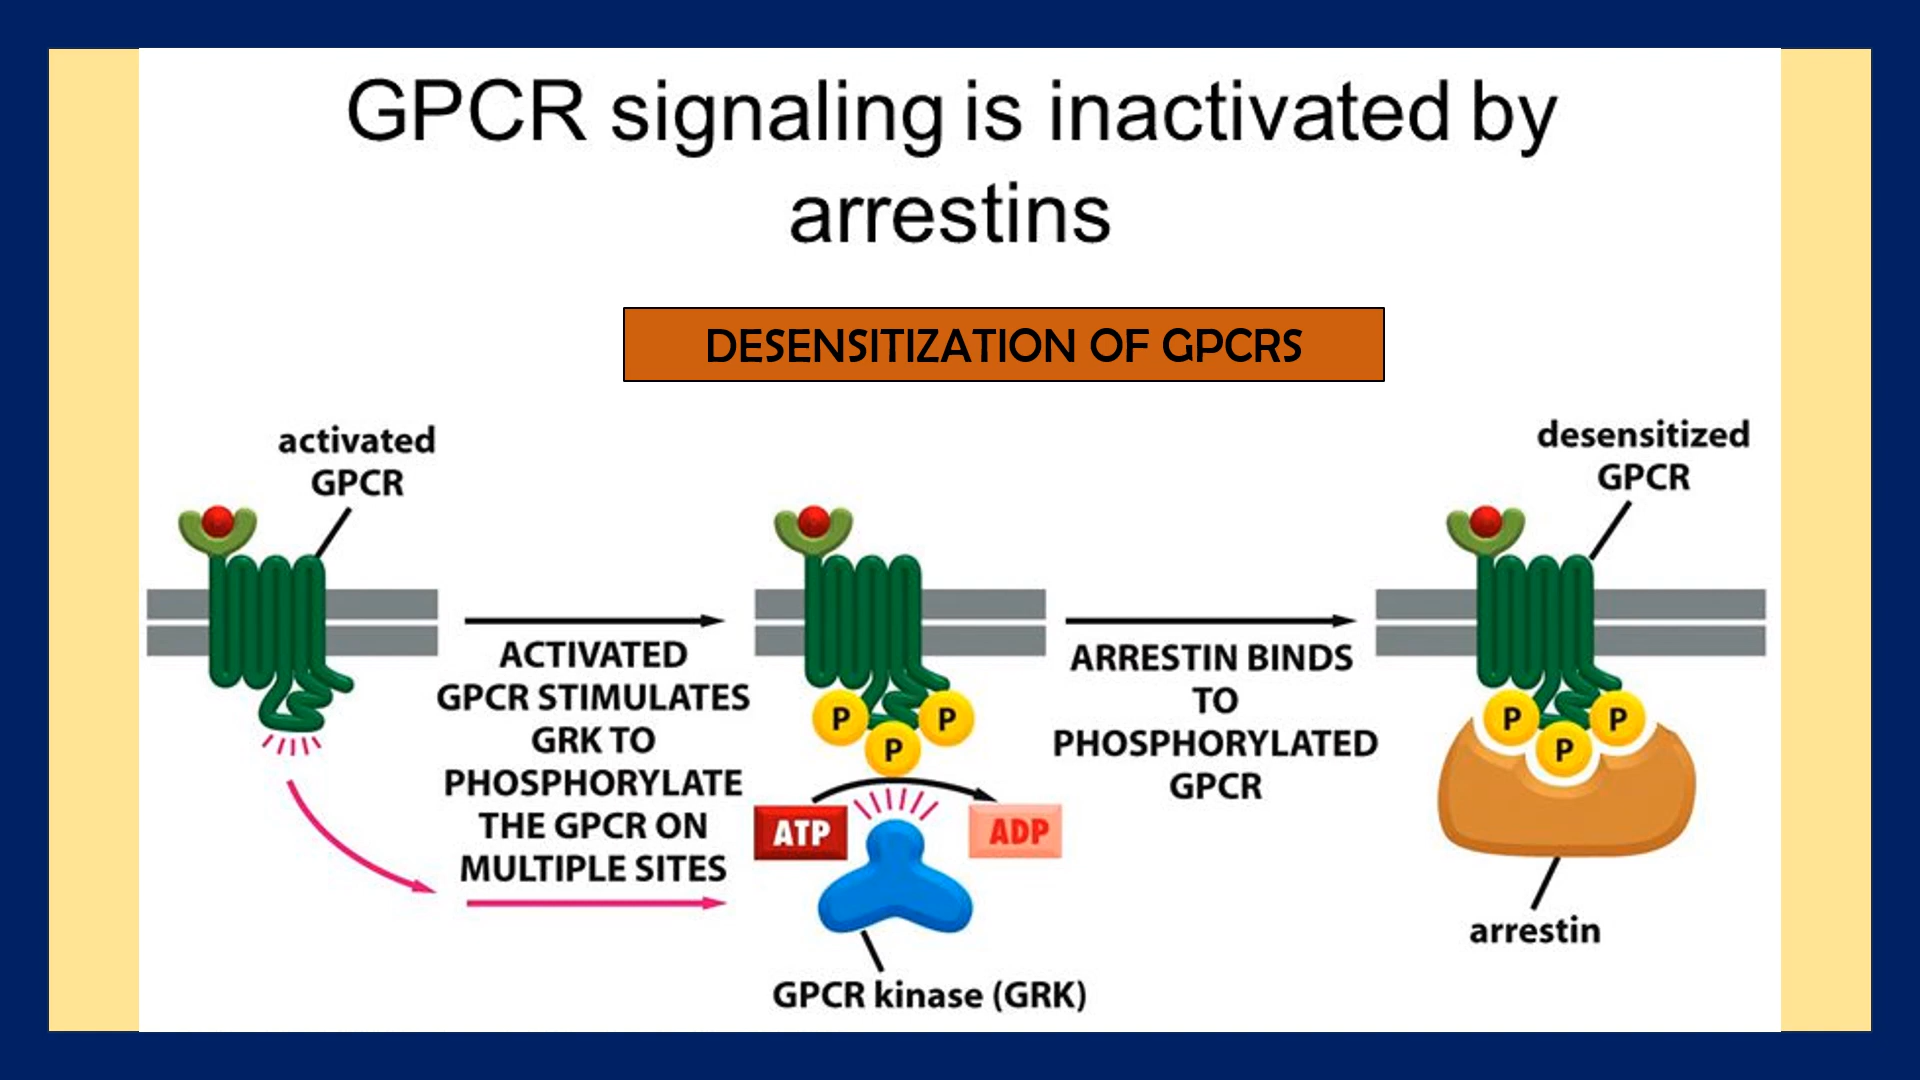 GPCR signaling is inactivated by
arrestins
DESENSITIZATION OF GPCRS
activated
GPCR
ACTIVATED
GPCR STIMULATES
GRK TO
PHOSPHORYLATE
THE GPCR ON
MULTIPLE SITES
P
P
P
ATP
ADP
GPCR kinase (GRK)
ARRESTIN BINDS
TO
PHOSPHORYLATED
GPCR
desensitized
GPCR
P
P
P
arrestin